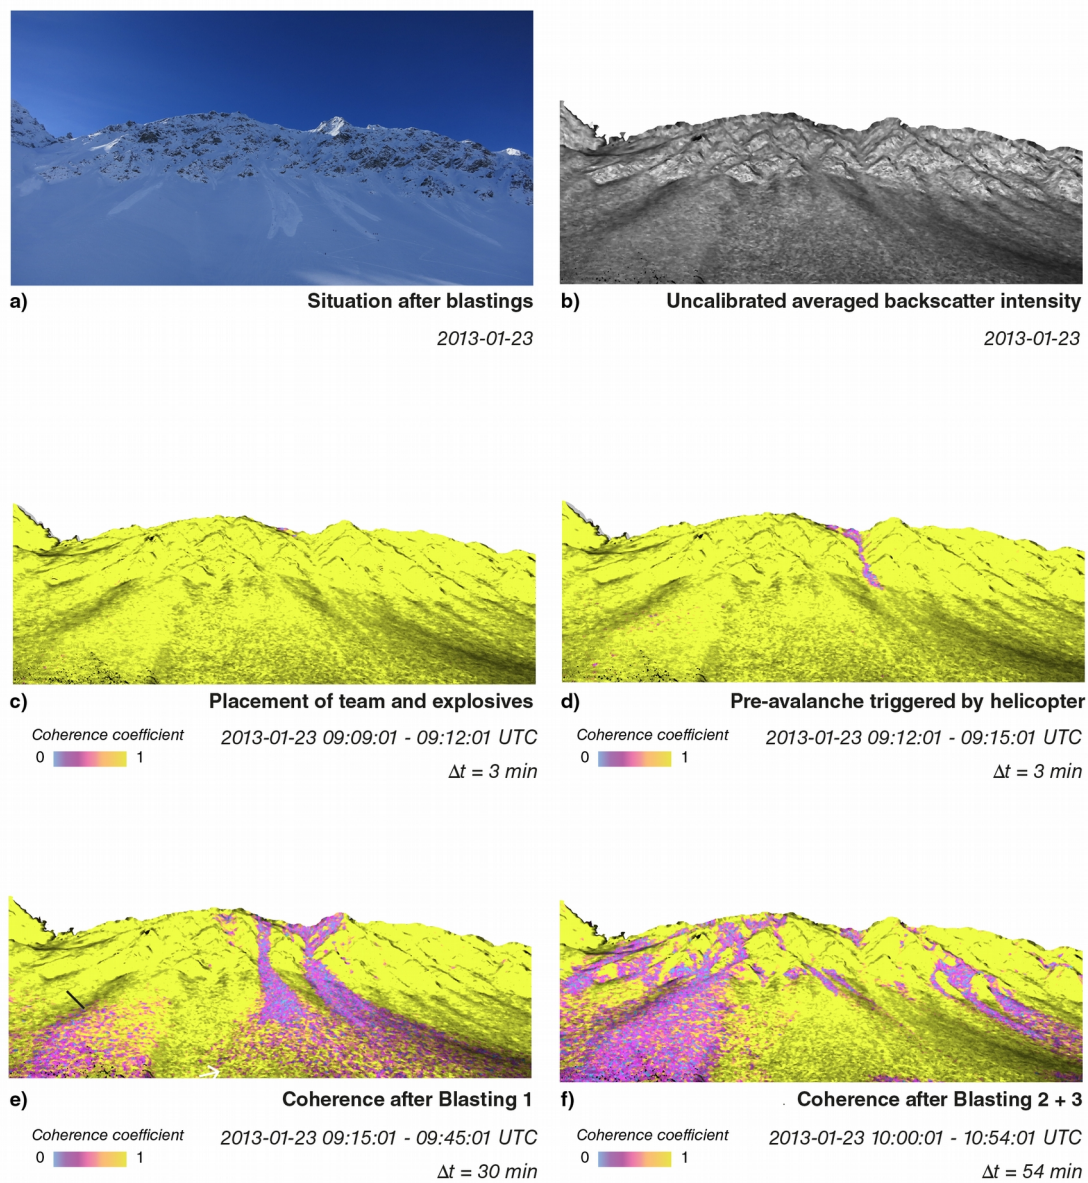 a) Situation after blastings
2013-01-23
b) Uncalibrated averaged backscatter intensity
2013-01-23
c) Placement of team and explosives
Coherence coefficient
0 1
2013-01-23 09:09:01 - 09:12:01 UTC
Δt = 3 min
d) Pre-avalanche triggered by helicopter
Coherence coefficient
0 1
2013-01-23 09:12:01 - 09:15:01 UTC
Δt = 3 min
e) Coherence after Blasting 1
Coherence coefficient
0 1
2013-01-23 09:15:01 - 09:45:01 UTC
Δt = 30 min
f) Coherence after Blasting 2 + 3
Coherence coefficient
0 1
2013-01-23 10:00:01 - 10:54:01 UTC
Δt = 54 min